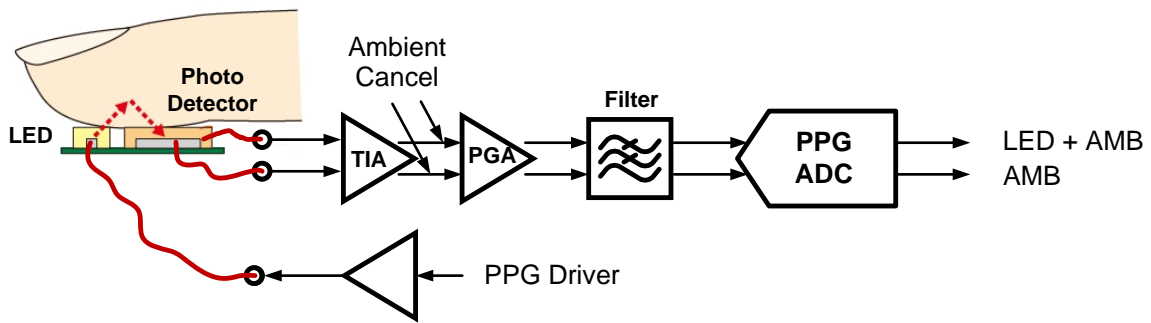 Ambient
Cancel
Photo
Detector
Filter
LED
TIA
PGA
PPG
ADC
LED + AMB
AMB
PPG Driver